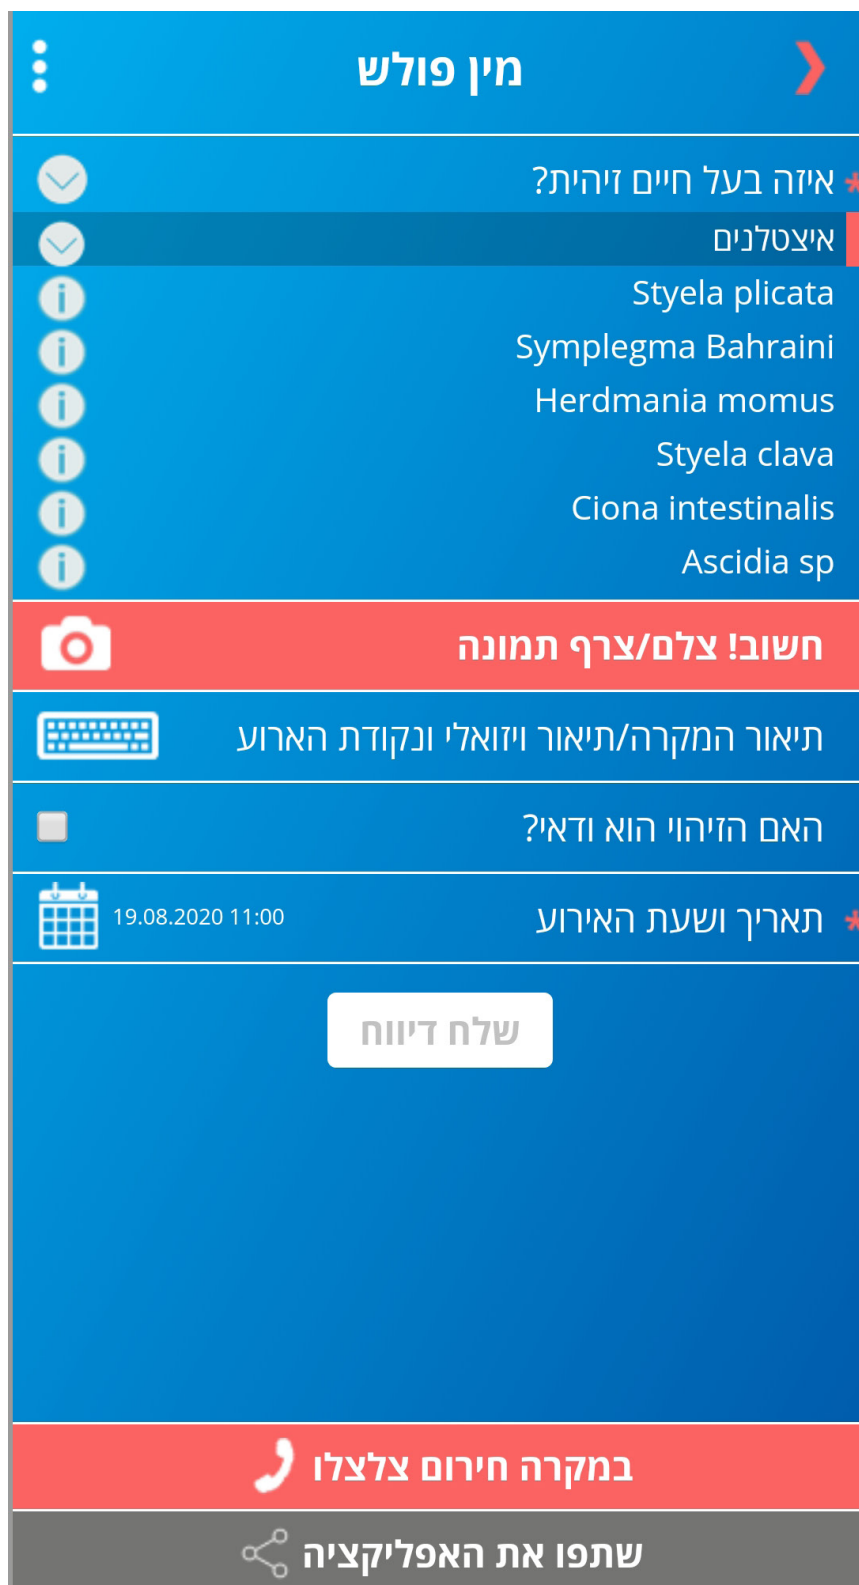 מין פולש
* איזה בעל חיים זיהית?
איצטלנים
Styela plicata
Symplegma Bahraini
Herdmania momus
Styela clava
Ciona intestinalis
Ascidia sp
חשוב! צלם/צרף תמונה
תיאור המקרה/תיאור ויזואלי ונקודת הארוע
האם הזיהוי הוא ודאי?
* תאריך ושעת האירוע 19.08.2020 11:00
שלח דיווח
במקרה חירום צלצלו
שתפו את האפליקציה